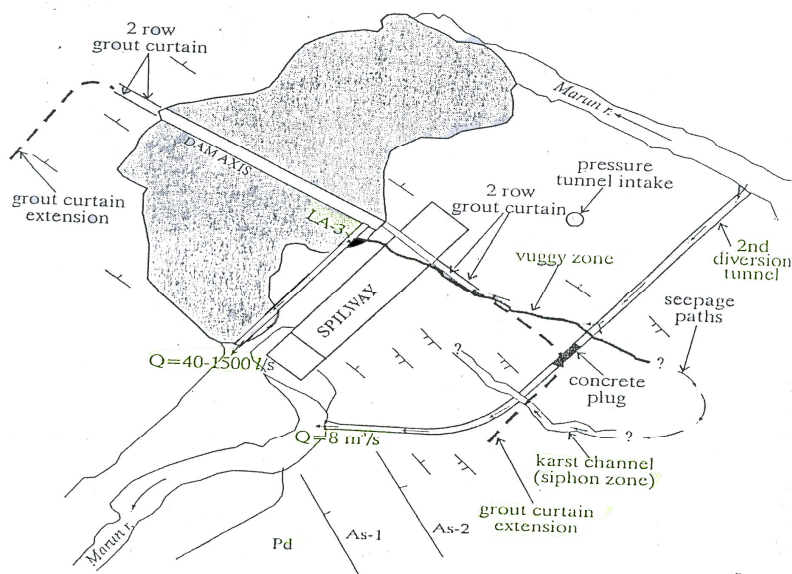 2 row
grout curtain
Marun r.
DAM AXIS
pressure
tunnel intake
2 row
grout curtain
grout curtain
extension
LA-3
2nd
diversion
tunnel
vuggy zone
seepage
paths
SPILWAY
?
?
Q=40-1500 l/s
concrete
plug
?
Q=8 m³/s
karst channel
(siphon zone)
grout curtain
extension
Marun r.
Pd
As-1
As-2